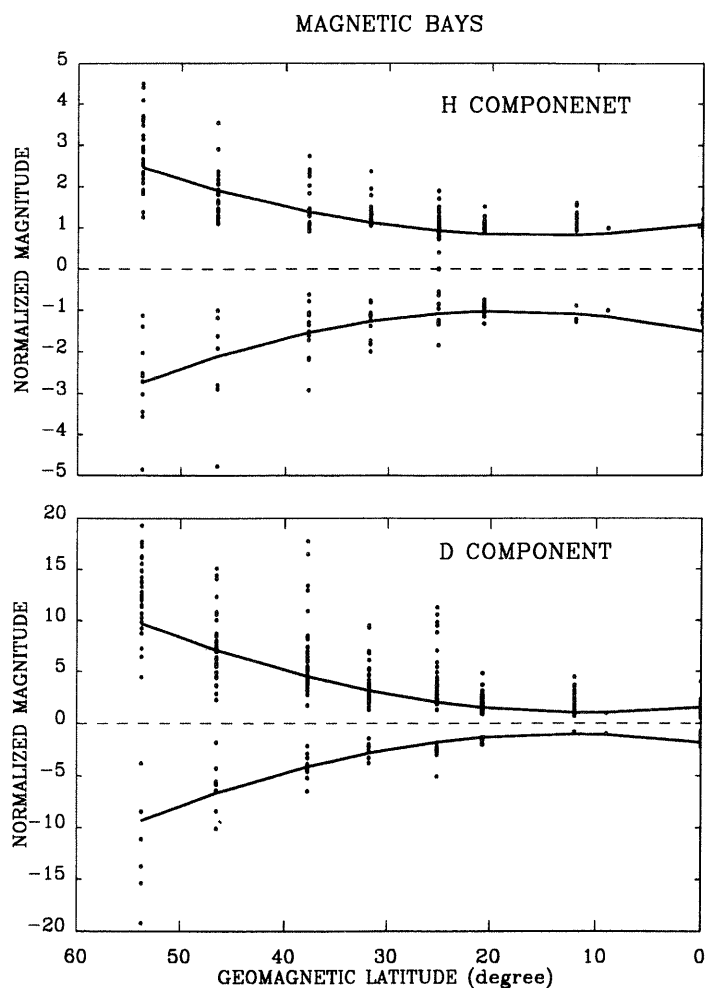 MAGNETIC BAYS
H COMPONENET
NORMALIZED MAGNITUDE
5
4
3
2
1
0
-1
-2
-3
-4
-5
D COMPONENT
NORMALIZED MAGNITUDE
20
15
10
5
0
-5
-10
-15
-20
60 50 40 30 20 10 0
GEOMAGNETIC LATITUDE (degree)